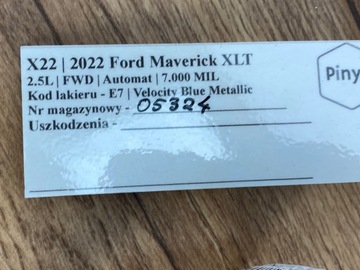 X22 | 2022 Ford Maverick XLT
2.5L | FWD | Automat | 7.000 MIL
Kod lakieru - E7 | Velocity Blue Metallic
Nr magazynowy - 05324
Uszkodzenia -
Piny